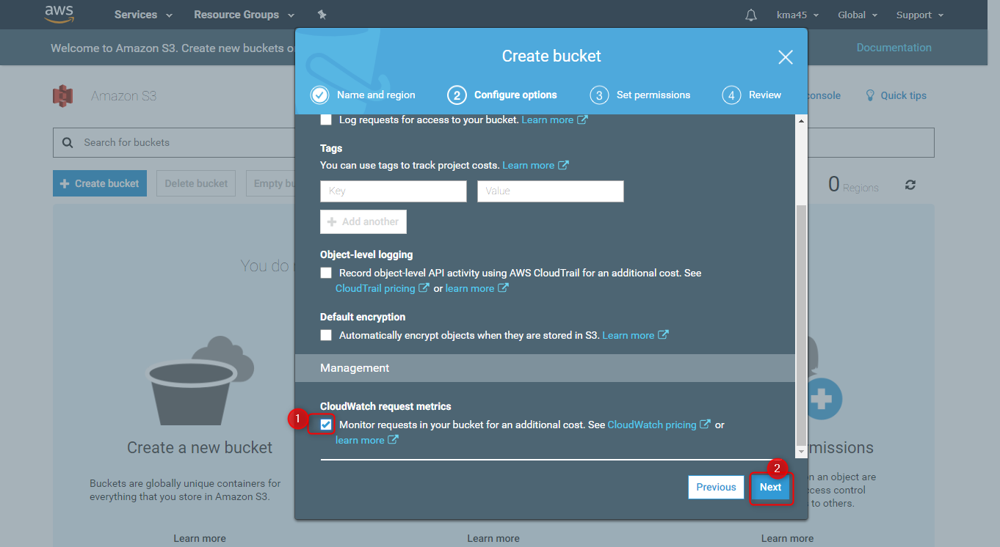 aws
Services
Resource Groups
kma45
Global
Support
Welcome to Amazon S3. Create new buckets
Documentation
Create bucket
Name and region
2 Configure options
3 Set permissions
4 Review
Amazon S3
console
Quick tips
Log requests for access to your bucket. Learn more
Search for buckets
Tags
You can use tags to track project costs. Learn more
Create bucket
Delete bucket
Empty
Key
Value
0 Regions
Add another
Object-level logging
You do
Record object-level API activity using AWS CloudTrail for an additional cost. See
CloudTrail pricing or learn more
Default encryption
Automatically encrypt objects when they are stored in S3. Learn more
Management
CloudWatch request metrics
1
Monitor requests in your bucket for an additional cost. See CloudWatch pricing or
learn more
Create a new bucket
2
Previous
Next
Buckets are globally unique containers for
everything that you store in Amazon S3.
on an object are
control
to others.
Learn more
Learn more
Learn more